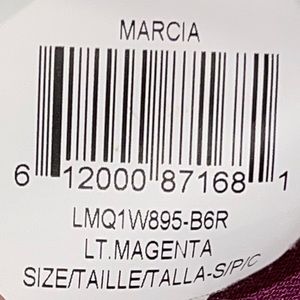 MARCIA
6 12000 87168 1
LMQ1W895-B6R
LT.MAGENTA
SIZE/TAILLE/TALLA-S/P/C